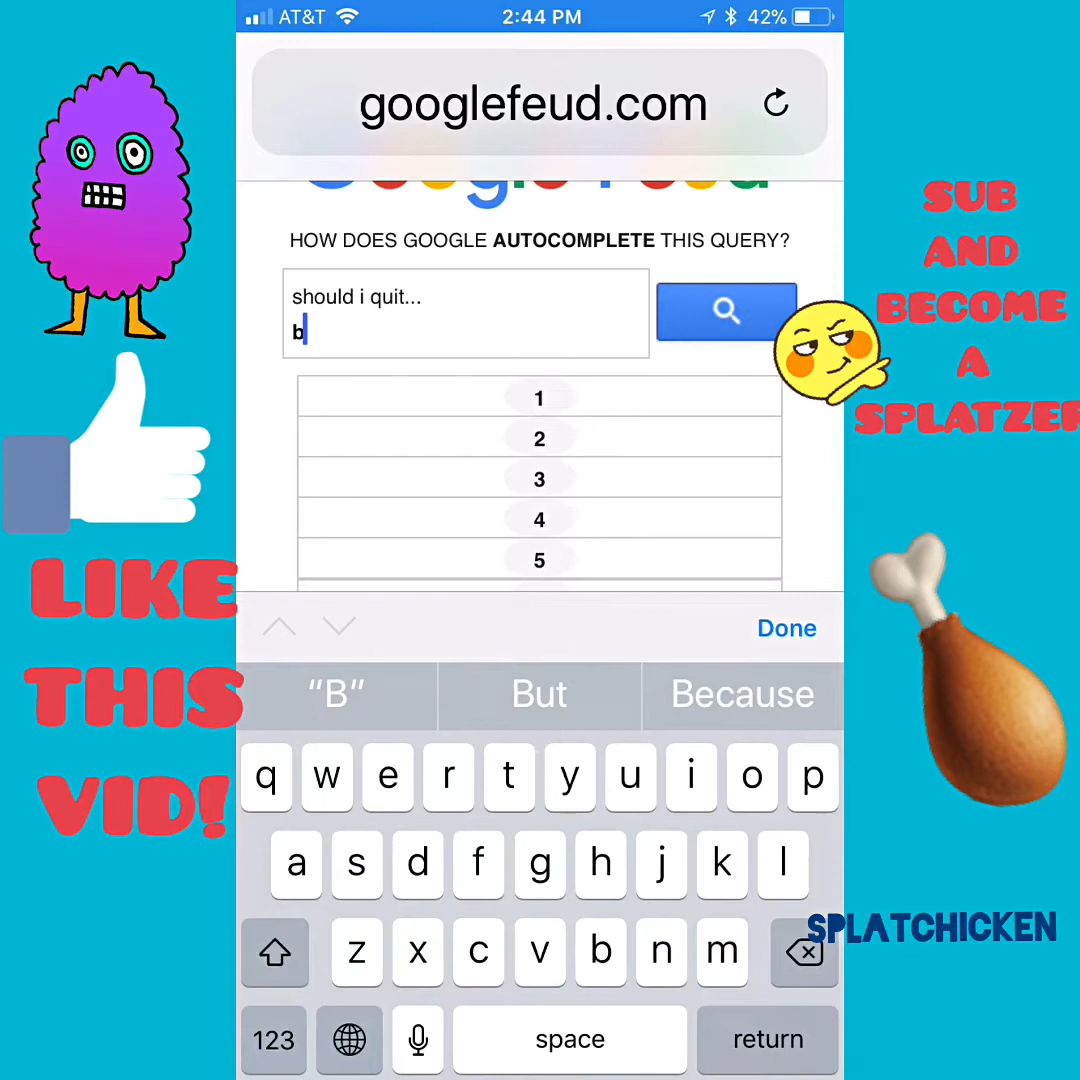 AT&T 2:44 PM 42%
googlefeud.com
HOW DOES GOOGLE AUTOCOMPLETE THIS QUERY?
should i quit...
b
1
2
3
4
5
Done
“B” But Because
q w e r t y u i o p
a s d f g h j k l
z x c v b n m
123 space return
LIKE
THIS
VID!
SUB
AND
BECOME
A
SPLATZER
SPLATCHICKEN